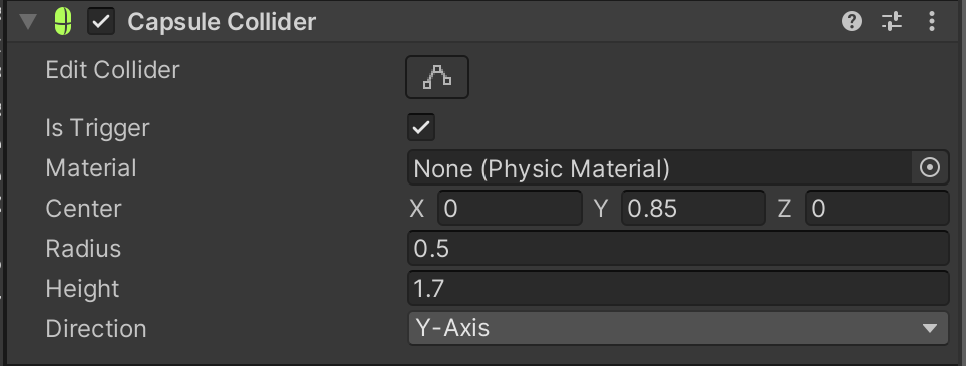 Capsule Collider
Edit Collider
Is Trigger
Material None (Physic Material)
Center X 0 Y 0.85 Z 0
Radius 0.5
Height 1.7
Direction Y-Axis